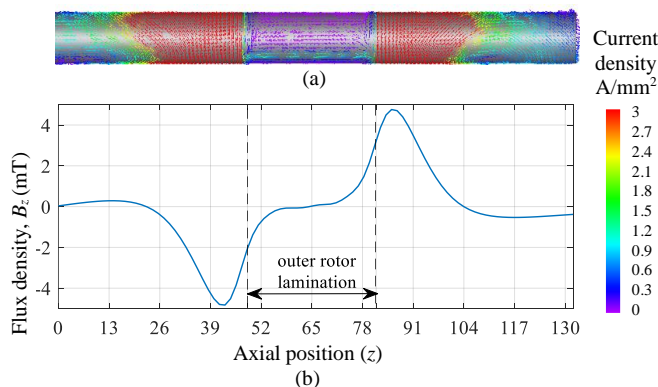 (a)
Current
density
A/mm²
3
2.7
2.4
2.1
1.8
1.5
1.2
0.9
0.6
0.3
0
Flux density, B_z (mT)
4
2
0
-2
-4
outer rotor
lamination
0 13 26 39 52 65 78 91 104 117 130
Axial position (z)
(b)